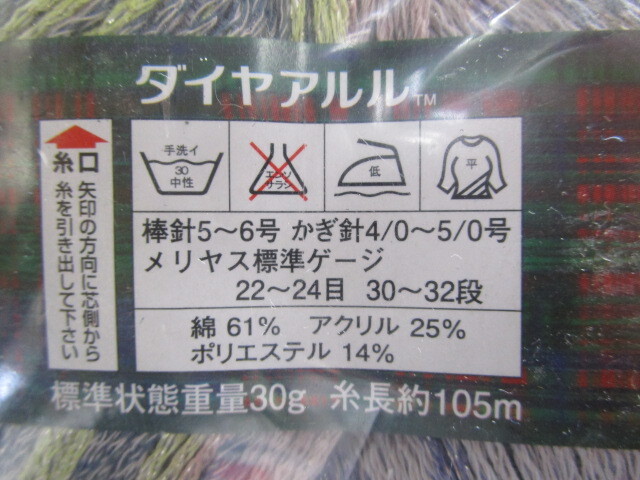 ダイヤアルル™
糸口
矢印の方向に芯側から
糸を引き出して下さい
手洗イ
30
中性
エンソ
サラシ
低
平
棒針5～6号 かぎ針4/0～5/0号
メリヤス標準ゲージ
22～24目 30～32段
綿 61% アクリル 25%
ポリエステル 14%
標準状態重量30g 糸長約105m